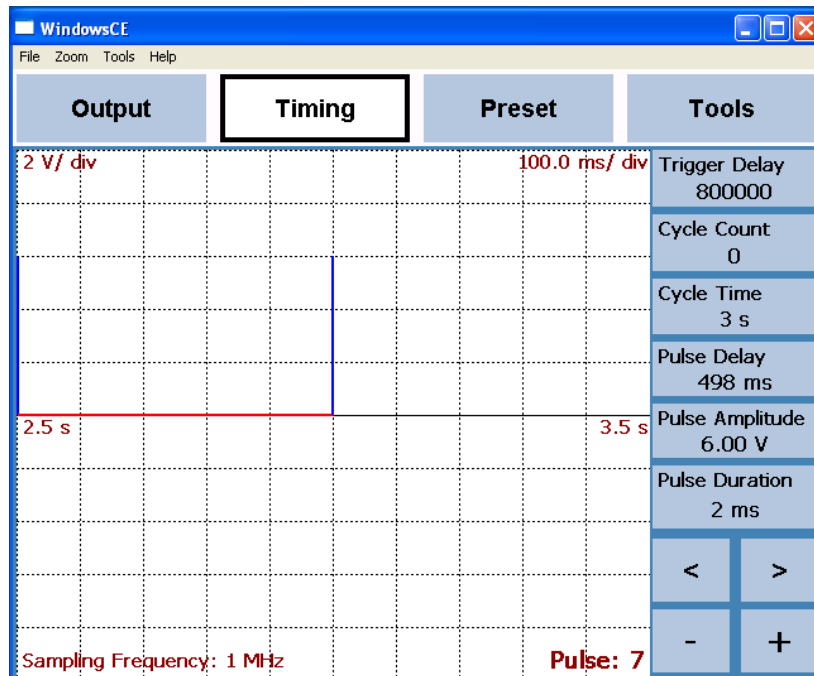 WindowsCE
File Zoom Tools Help
Output Timing Preset Tools
2 V/ div 100.0 ms/ div
Trigger Delay
800000
Cycle Count
0
Cycle Time
3 s
Pulse Delay
498 ms
2.5 s 3.5 s
Pulse Amplitude
6.00 V
Pulse Duration
2 ms
< >
- +
Sampling Frequency: 1 MHz Pulse: 7